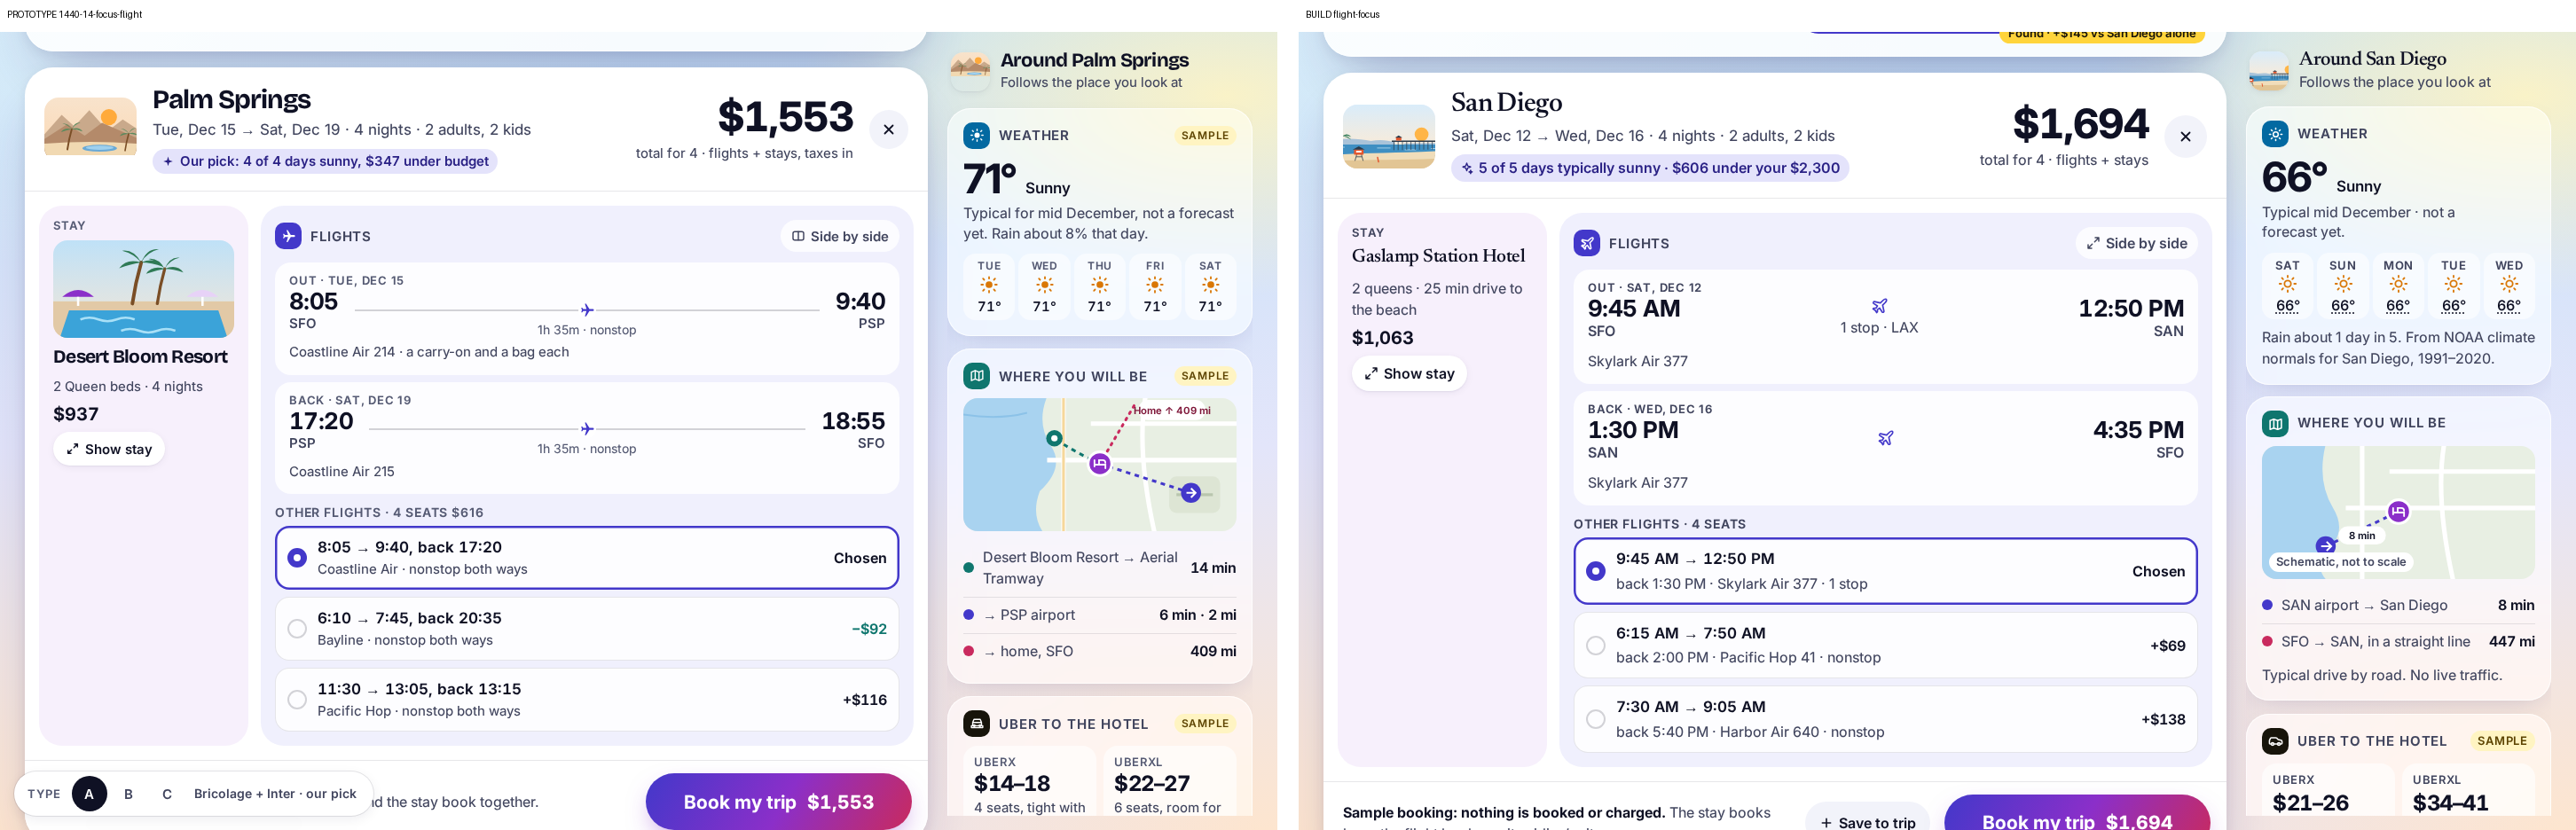 PROTOTYPE 1440-14-focus-flight
Palm Springs
Tue, Dec 15 → Sat, Dec 19 · 4 nights · 2 adults, 2 kids
Our pick: 4 of 4 days sunny, $347 under budget
$1,553
total for 4 · flights + stays, taxes in
STAY
Desert Bloom Resort
2 Queen beds · 4 nights
$937
Show stay
FLIGHTS
Side by side
OUT · TUE, DEC 15
8:05
9:40
SFO
PSP
1h 35m · nonstop
Coastline Air 214 · a carry-on and a bag each
BACK · SAT, DEC 19
17:20
18:55
PSP
SFO
1h 35m · nonstop
Coastline Air 215
OTHER FLIGHTS · 4 SEATS $616
8:05 → 9:40, back 17:20
Coastline Air · nonstop both ways
Chosen
6:10 → 7:45, back 20:35
Bayline · nonstop both ways
−$92
11:30 → 13:05, back 13:15
Pacific Hop · nonstop both ways
+$116
TYPE A B C Bricolage + Inter · our pick
nd the stay book together.
Book my trip $1,553
Around Palm Springs
Follows the place you look at
WEATHER
SAMPLE
71° Sunny
Typical for mid December, not a forecast
yet. Rain about 8% that day.
TUE WED THU FRI SAT
71° 71° 71° 71° 71°
WHERE YOU WILL BE
SAMPLE
Home ↑ 409 mi
Desert Bloom Resort → Aerial
Tramway
14 min
→ PSP airport
6 min · 2 mi
→ home, SFO
409 mi
UBER TO THE HOTEL
SAMPLE
UBERX
$14–18
4 seats, tight with
UBERXL
$22–27
6 seats, room for
BUILD flight-focus
Found · +$145 vs San Diego alone
San Diego
Sat, Dec 12 → Wed, Dec 16 · 4 nights · 2 adults, 2 kids
5 of 5 days typically sunny · $606 under your $2,300
$1,694
total for 4 · flights + stays
STAY
Gaslamp Station Hotel
2 queens · 25 min drive to
the beach
$1,063
Show stay
FLIGHTS
Side by side
OUT · SAT, DEC 12
9:45 AM
12:50 PM
SFO
SAN
1 stop · LAX
Skylark Air 377
BACK · WED, DEC 16
1:30 PM
4:35 PM
SAN
SFO
Skylark Air 377
OTHER FLIGHTS · 4 SEATS
9:45 AM → 12:50 PM
back 1:30 PM · Skylark Air 377 · 1 stop
Chosen
6:15 AM → 7:50 AM
back 2:00 PM · Pacific Hop 41 · nonstop
+$69
7:30 AM → 9:05 AM
back 5:40 PM · Harbor Air 640 · nonstop
+$138
Sample booking: nothing is booked or charged. The stay books
+ Save to trip
Book my trip $1,694
Around San Diego
Follows the place you look at
WEATHER
66° Sunny
Typical mid December · not a
forecast yet.
SAT SUN MON TUE WED
66° 66° 66° 66° 66°
Rain about 1 day in 5. From NOAA climate
normals for San Diego, 1991–2020.
WHERE YOU WILL BE
8 min
Schematic, not to scale
SAN airport → San Diego
8 min
SFO → SAN, in a straight line
447 mi
Typical drive by road. No live traffic.
UBER TO THE HOTEL
SAMPLE
UBERX
$21–26
UBERXL
$34–41